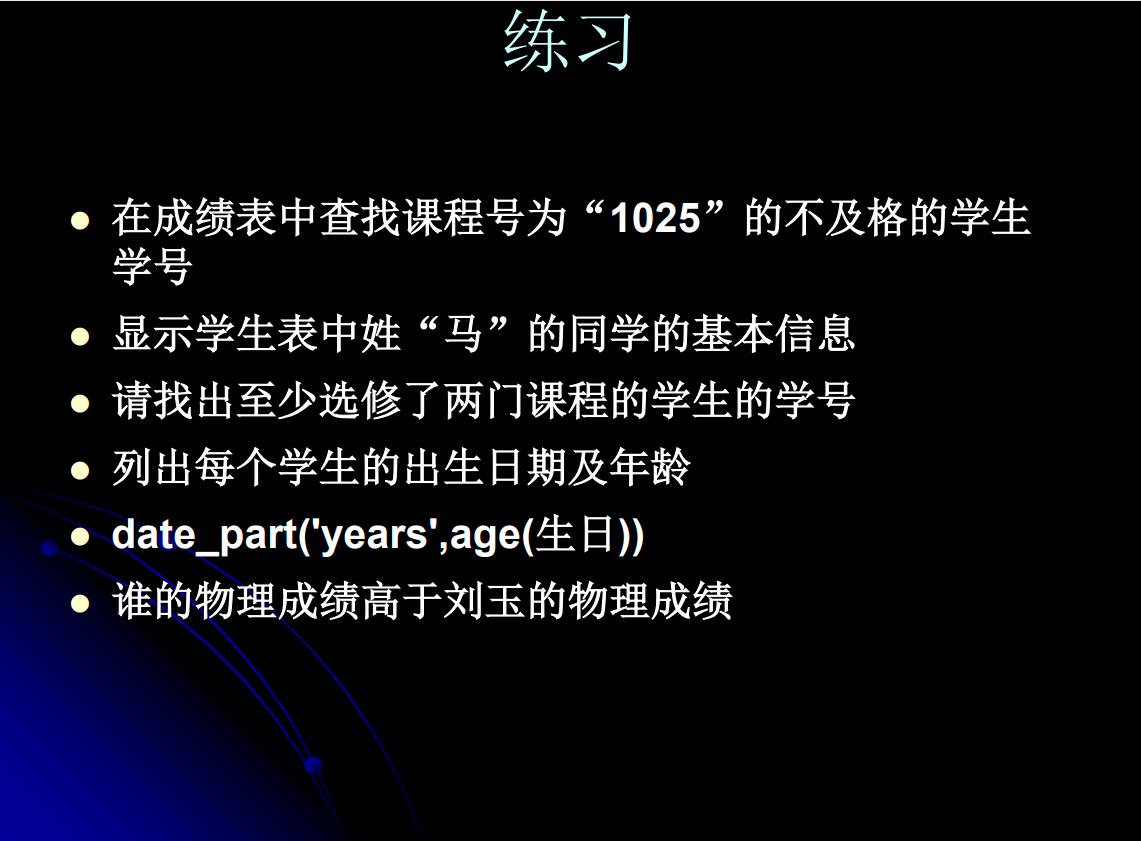 练习
在成绩表中查找课程号为“1025”的不及格的学生
学号
显示学生表中姓“马”的同学的基本信息
请找出至少选修了两门课程的学生的学号
列出每个学生的出生日期及年龄
date_part('years',age(生日))
谁的物理成绩高于刘玉的物理成绩